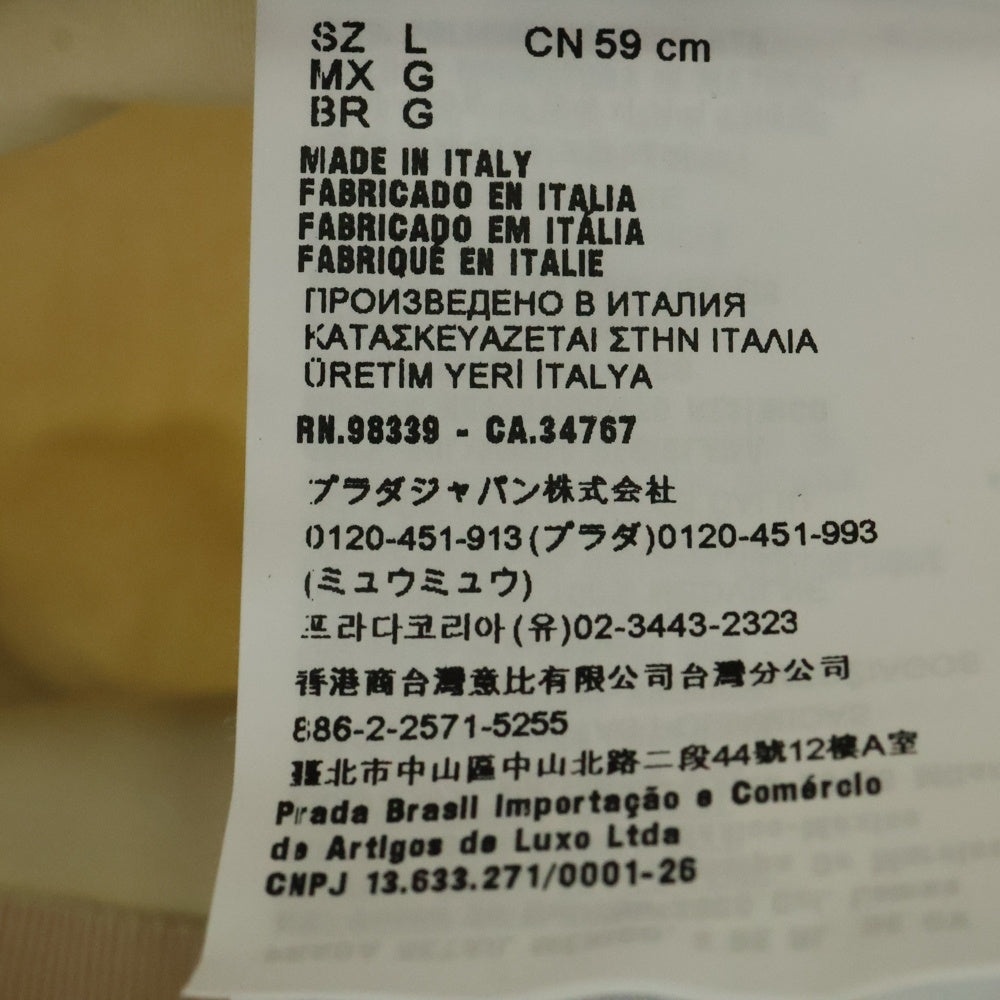 SZ L CN 59 cm
MX G
BR G
MADE IN ITALY
FABRICADO EN ITALIA
FABRICADO EM ITÁLIA
FABRIQUÉ EN ITALIE
ПРОИЗВЕДЕНО В ИТАЛИЯ
ΚΑΤΑΣΚΕΥΑΖΕΤΑΙ ΣΤΗΝ ΙΤΑΛΙΑ
ÜRETİM YERİ İTALYA
RN.98339 - CA.34767
プラダジャパン株式会社
0120-451-913(プラダ)0120-451-993
(ミュウミュウ)
프라다코리아(유)02-3443-2323
香港商台灣意比有限公司台灣分公司
886-2-2571-5255
臺北市中山區中山北路二段44號12樓A室
Prada Brasil Importação e Comércio
de Artigos de Luxo Ltda
CNPJ 13.633.271/0001-26